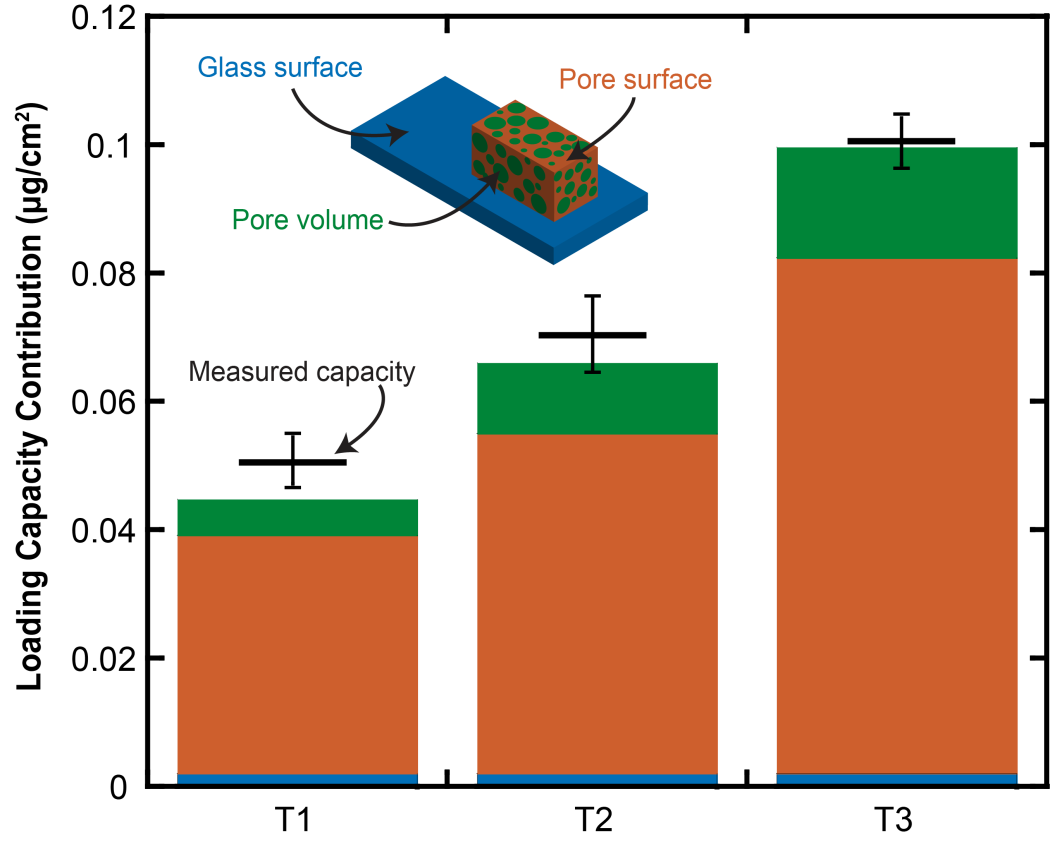 0.12
0.1
0.08
0.06
0.04
0.02
0
Loading Capacity Contribution (µg/cm²)
Glass surface
Pore surface
Pore volume
Measured capacity
T1
T2
T3